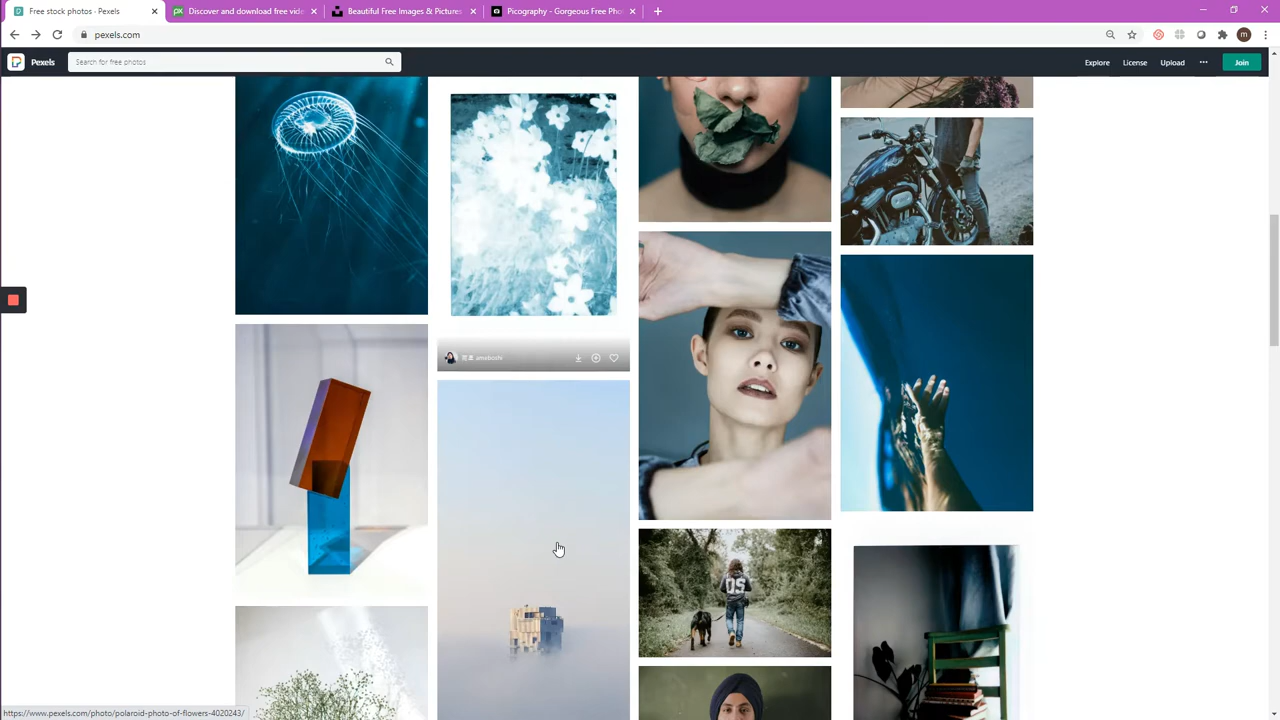 Free stock photos · Pexels
Discover and download free vide
Beautiful Free Images & Pictures
Picography - Gorgeous Free Pho
pexels.com
m
Pexels
Search for free photos
Explore
License
Upload
Join
ameboshi
OS
https://www.pexels.com/photo/polaroid-photo-of-flowers-4020243/